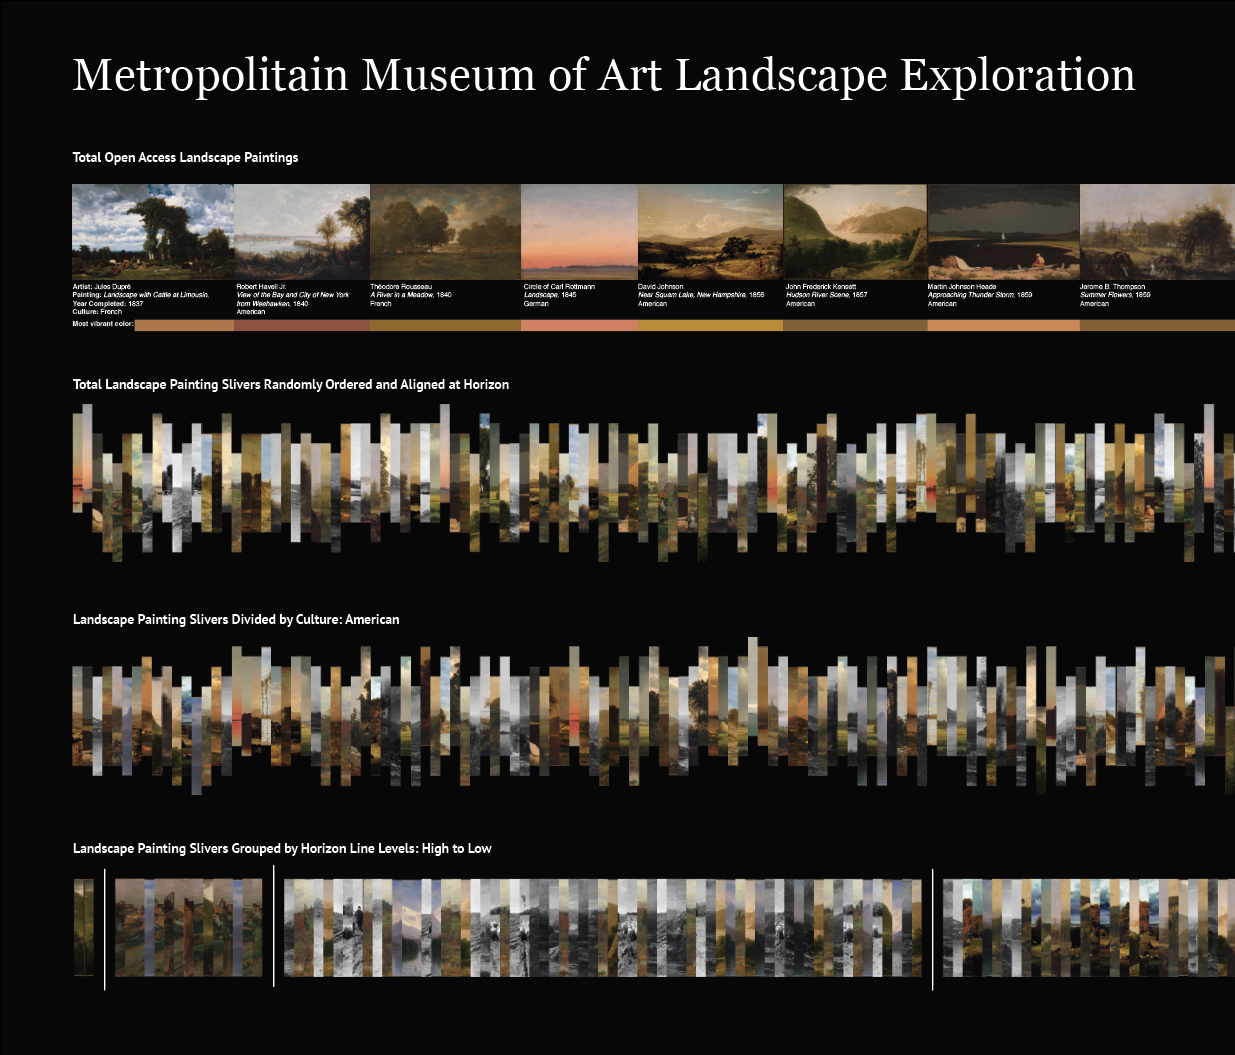 Metropolitain Museum of Art Landscape Exploration
Total Open Access Landscape Paintings
Artist: Jules Dupré
Painting: Landscape with Cattle at Limousin,
Year Completed: 1837
Culture: French
Robert Havell Jr.
View of the Bay and City of New York
from Weehawken, 1840
American
Théodore Rousseau
A River in a Meadow, 1840
French
Circle of Carl Rottmann
Landscape, 1845
German
David Johnson
Near Squam Lake, New Hampshire, 1856
American
John Frederick Kensett
Hudson River Scene, 1857
American
Martin Johnson Heade
Approaching Thunder Storm, 1859
American
Jerome B. Thompson
Summer Flowers, 1859
American
Most vibrant color:
Total Landscape Painting Slivers Randomly Ordered and Aligned at Horizon
Landscape Painting Slivers Divided by Culture: American
Landscape Painting Slivers Grouped by Horizon Line Levels: High to Low